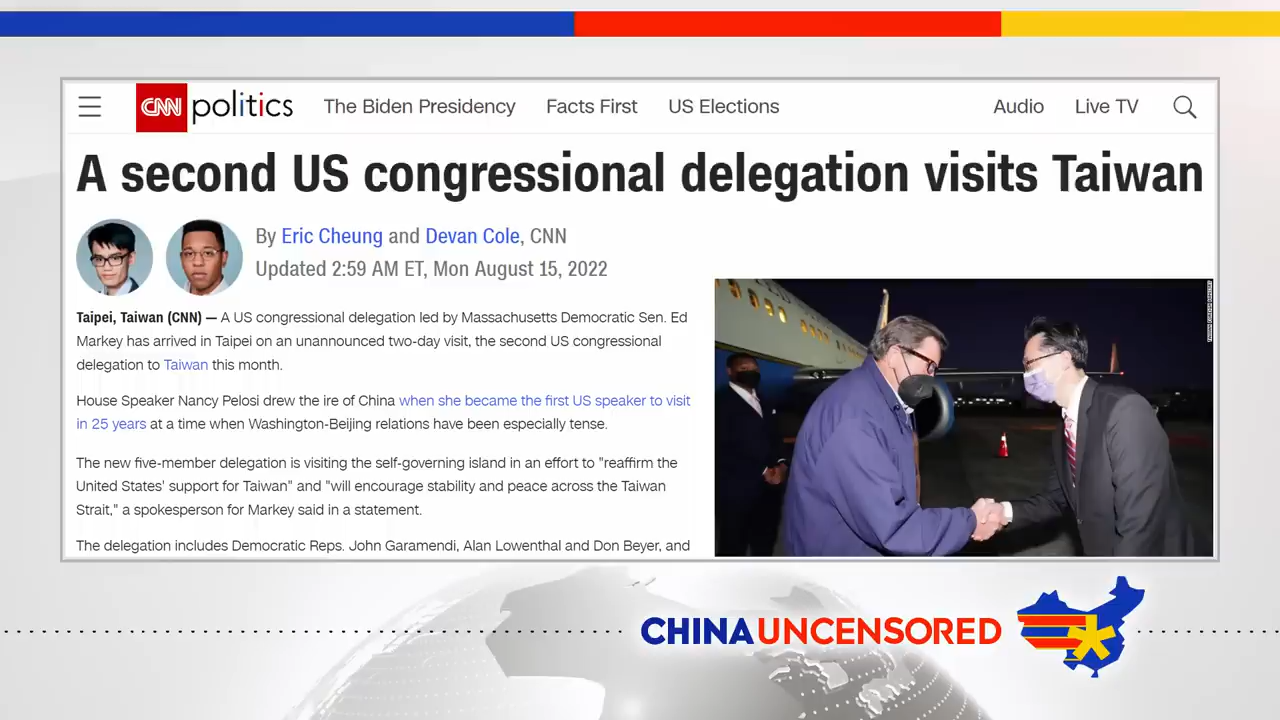 CNN politics The Biden Presidency Facts First US Elections Audio Live TV
A second US congressional delegation visits Taiwan
By Eric Cheung and Devan Cole, CNN
Updated 2:59 AM ET, Mon August 15, 2022
Taipei, Taiwan (CNN) — A US congressional delegation led by Massachusetts Democratic Sen. Ed
Markey has arrived in Taipei on an unannounced two-day visit, the second US congressional
delegation to Taiwan this month.
House Speaker Nancy Pelosi drew the ire of China when she became the first US speaker to visit
in 25 years at a time when Washington-Beijing relations have been especially tense.
The new five-member delegation is visiting the self-governing island in an effort to "reaffirm the
United States' support for Taiwan" and "will encourage stability and peace across the Taiwan
Strait," a spokesperson for Markey said in a statement.
The delegation includes Democratic Reps. John Garamendi, Alan Lowenthal and Don Beyer, and
CHINA UNCENSORED